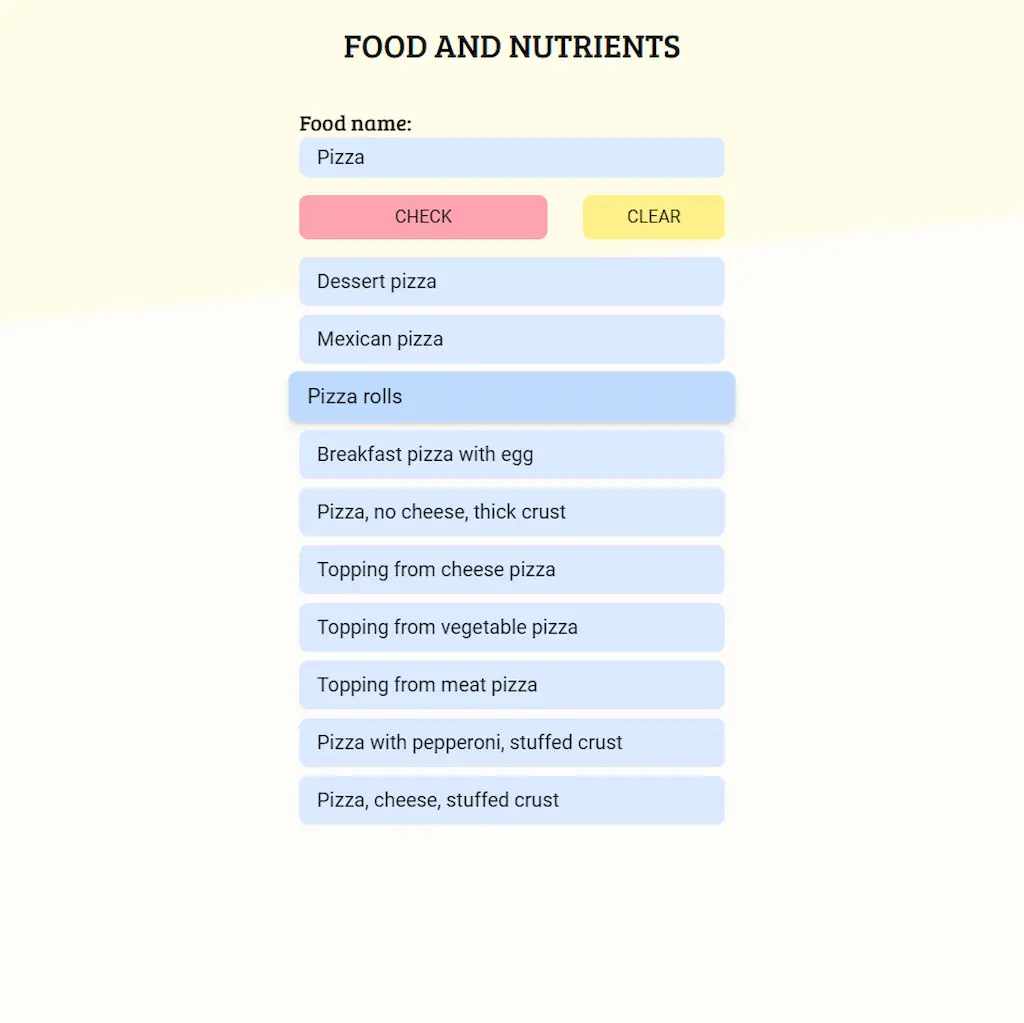 FOOD AND NUTRIENTS
Food name:
Pizza
CHECK CLEAR
Dessert pizza
Mexican pizza
Pizza rolls
Breakfast pizza with egg
Pizza, no cheese, thick crust
Topping from cheese pizza
Topping from vegetable pizza
Topping from meat pizza
Pizza with pepperoni, stuffed crust
Pizza, cheese, stuffed crust